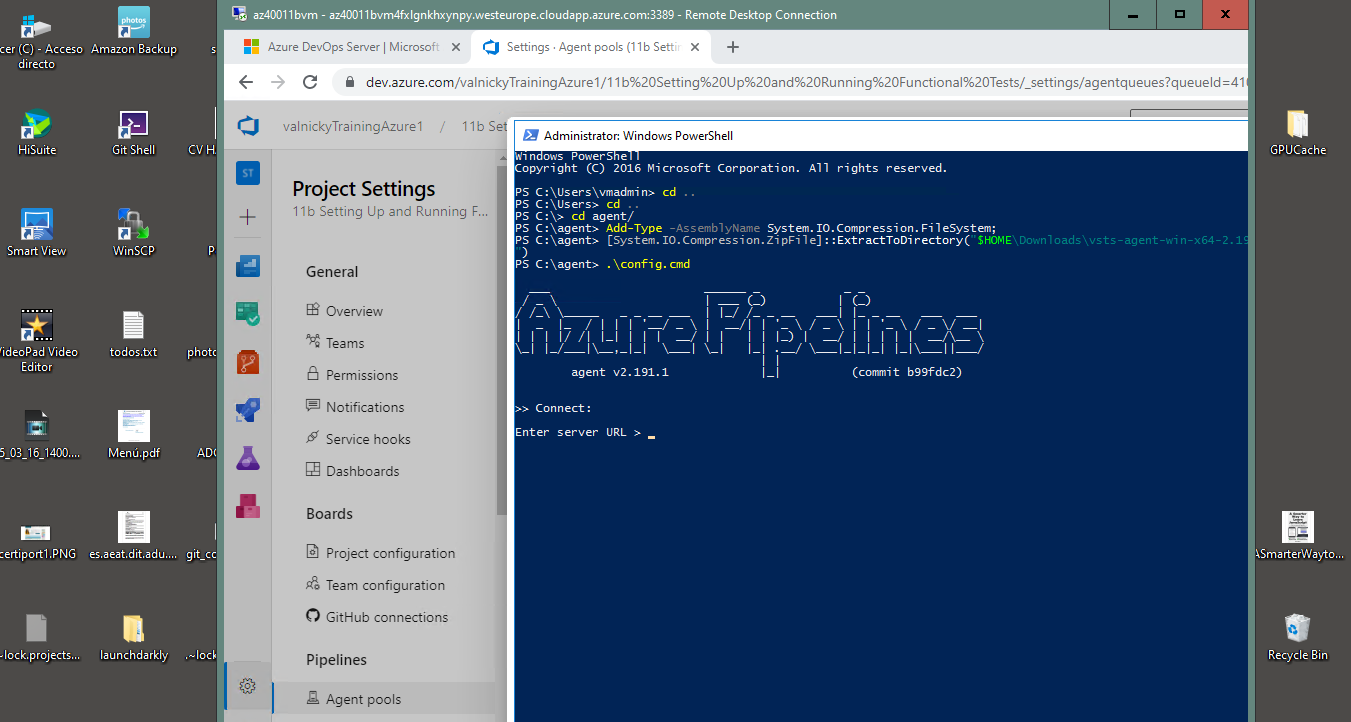 az40011bvm - az40011bvm4fxlgnkhxynpy.westeurope.cloudapp.azure.com:3389 - Remote Desktop Connection
cer (C) - Acceso
directo
Amazon Backup
photos
Azure DevOps Server | Microsoft
Settings · Agent pools (11b Settin
dev.azure.com/valnickyTrainingAzure1/11b%20Setting%20Up%20and%20Running%20Functional%20Tests/_settings/agentqueues?queueId=410
valnickyTrainingAzure1 / 11b Set
HiSuite
Git Shell
CV H
GPUCache
ST
Project Settings
11b Setting Up and Running F...
Smart View
WinSCP
P
General
Overview
Teams
Permissions
Notifications
Service hooks
Dashboards
Boards
Project configuration
Team configuration
GitHub connections
Pipelines
Agent pools
VideoPad Video
Editor
todos.txt
photo
5_03_16_1400....
Menú.pdf
ADC
certiport1.PNG
es.aeat.dit.adu....
git_cc
~lock.projects...
launchdarkly
.~lock
Administrator: Windows PowerShell
Windows PowerShell
Copyright (C) 2016 Microsoft Corporation. All rights reserved.
PS C:\Users\vmadmin> cd ..
PS C:\Users> cd ..
PS C:\> cd agent/
PS C:\agent> Add-Type -AssemblyName System.IO.Compression.FileSystem;
PS C:\agent> [System.IO.Compression.ZipFile]::ExtractToDirectory("$HOME\Downloads\vsts-agent-win-x64-2.19
")
PS C:\agent> .\config.cmd
Azure Pipelines
agent v2.191.1 (commit b99fdc2)
>> Connect:
Enter server URL >
ASmarterWayto...
Recycle Bin